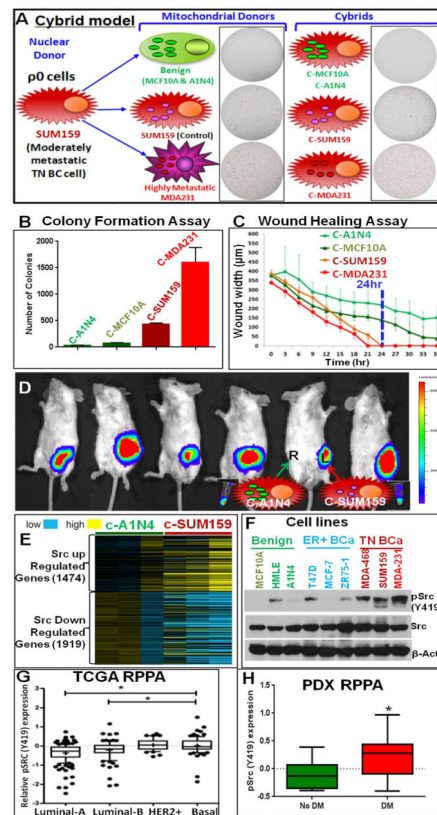 A Cybrid model
Mitochondrial Donors
Cybrids
Nuclear
Donor
ρ0 cells
SUM159
(Moderately
metastatic
TN BC cell)
Benign
(MCF10A & A1N4)
SUM159 (Control)
Highly Metastatic
MDA231
C-MCF10A
C-A1N4
C-SUM159
C-MDA231
B Colony Formation Assay
Number of Colonies
2000
1500
1000
500
0
C-A1N4
C-MCF10A
C-SUM159
C-MDA231
C Wound Healing Assay
C-A1N4
C-MCF10A
C-SUM159
C-MDA231
24hr
Wound width (μm)
600
500
400
300
200
100
0
0 3 6 9 12 15 18 21 24 27 30 33
Time (hr)
D
R
C-A1N4
C-SUM159
E
low high
c-A1N4 c-SUM159
Src up
Regulated
Genes (1474)
Src Down
Regulated
Genes (1919)
F Cell lines
Benign ER+ BCa TN BCa
MCF10A
HMLE
A1N4
T47D
MCF-7
ZR75-1
MDA-468
SUM159
MDA-231
pSrc
(Y419)
Src
β-Act
G TCGA RPPA
Relative pSRC (Y419) expression
*
*
Luminal-A Luminal-B HER2+ Basal
H PDX RPPA
pSrc (Y419) expression
1.0
0.5
0.0
-0.5
*
No DM DM